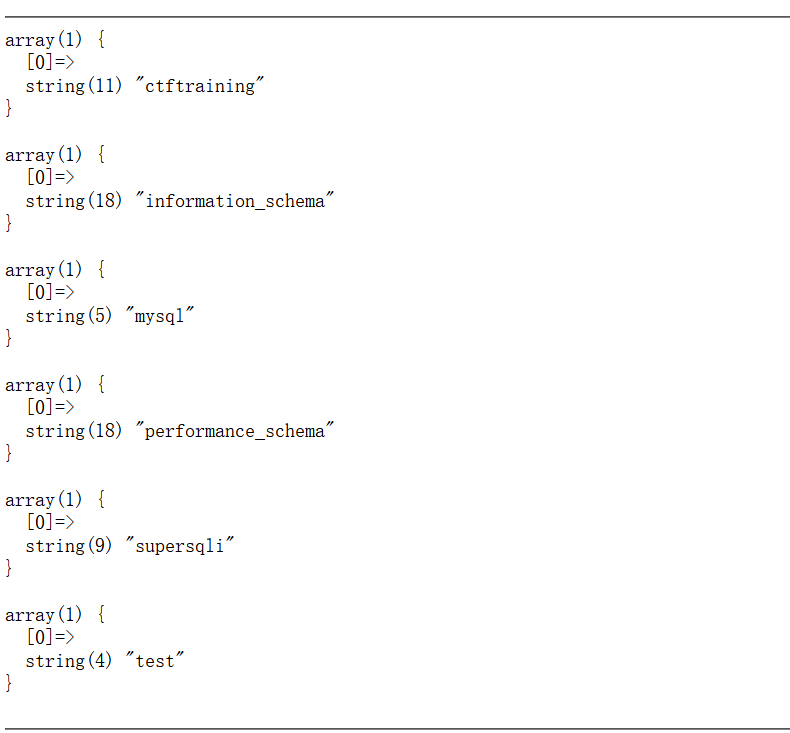 array(1) {
  [0]=>
  string(11) "ctftraining"
}
array(1) {
  [0]=>
  string(18) "information_schema"
}
array(1) {
  [0]=>
  string(5) "mysql"
}
array(1) {
  [0]=>
  string(18) "performance_schema"
}
array(1) {
  [0]=>
  string(9) "supersqli"
}
array(1) {
  [0]=>
  string(4) "test"
}